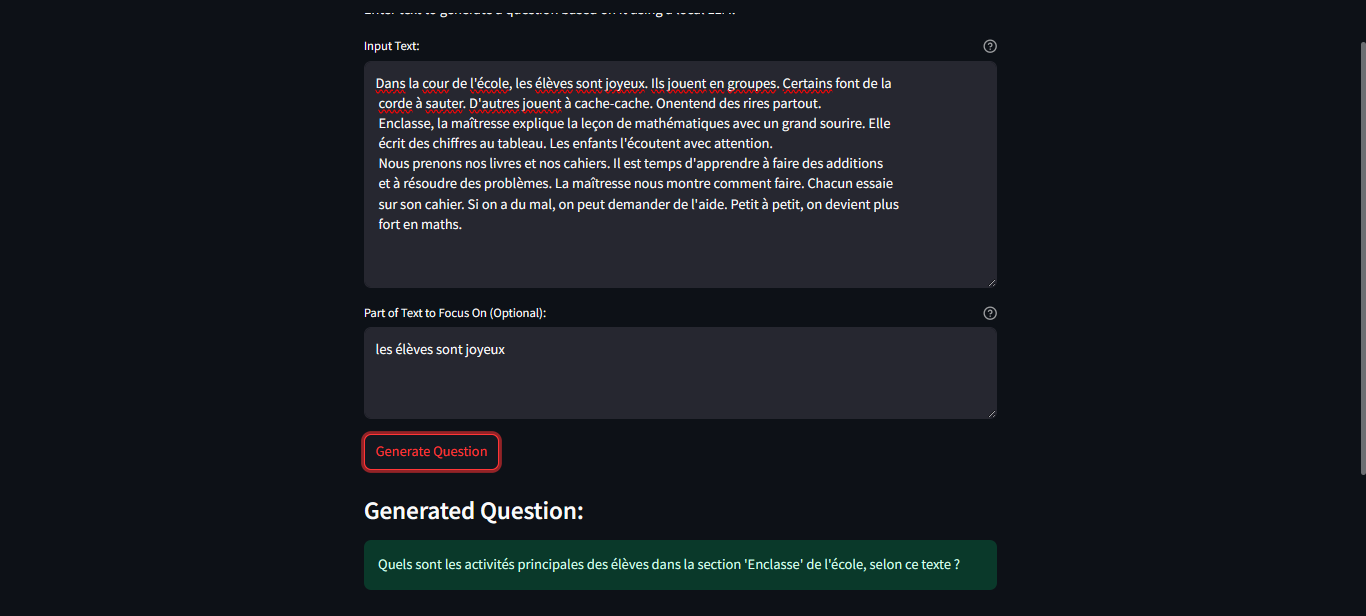 Input Text:
Dans la cour de l'école, les élèves sont joyeux. Ils jouent en groupes. Certains font de la
corde à sauter. D'autres jouent à cache-cache. Onentend des rires partout.
Enclasse, la maîtresse explique la leçon de mathématiques avec un grand sourire. Elle
écrit des chiffres au tableau. Les enfants l'écoutent avec attention.
Nous prenons nos livres et nos cahiers. Il est temps d'apprendre à faire des additions
et à résoudre des problèmes. La maîtresse nous montre comment faire. Chacun essaie
sur son cahier. Si on a du mal, on peut demander de l'aide. Petit à petit, on devient plus
fort en maths.
Part of Text to Focus On (Optional):
les élèves sont joyeux
Generate Question
Generated Question:
Quels sont les activités principales des élèves dans la section 'Enclasse' de l'école, selon ce texte ?